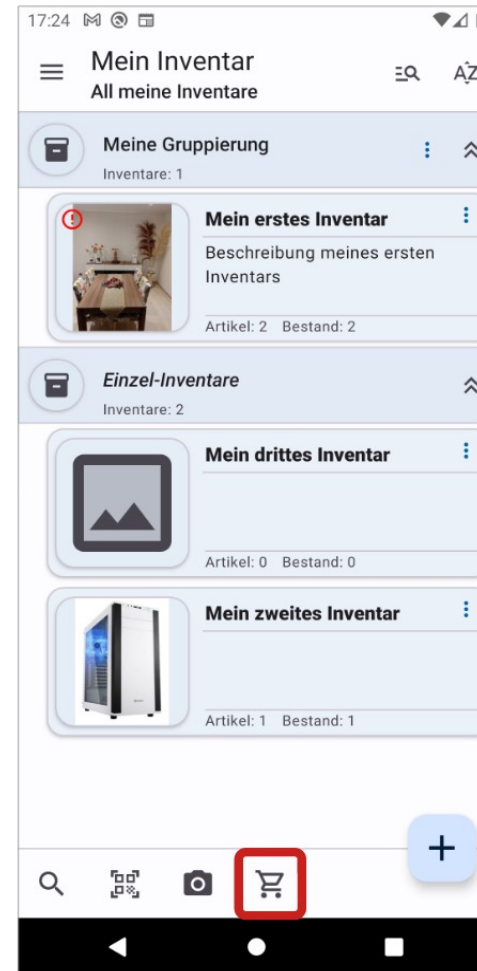 17:24
Mein Inventar
All meine Inventare
AZ
Meine Gruppierung
Inventare: 1
Mein erstes Inventar
Beschreibung meines ersten
Inventars
Artikel: 2 Bestand: 2
Einzel-Inventare
Inventare: 2
Mein drittes Inventar
Artikel: 0 Bestand: 0
Mein zweites Inventar
Artikel: 1 Bestand: 1